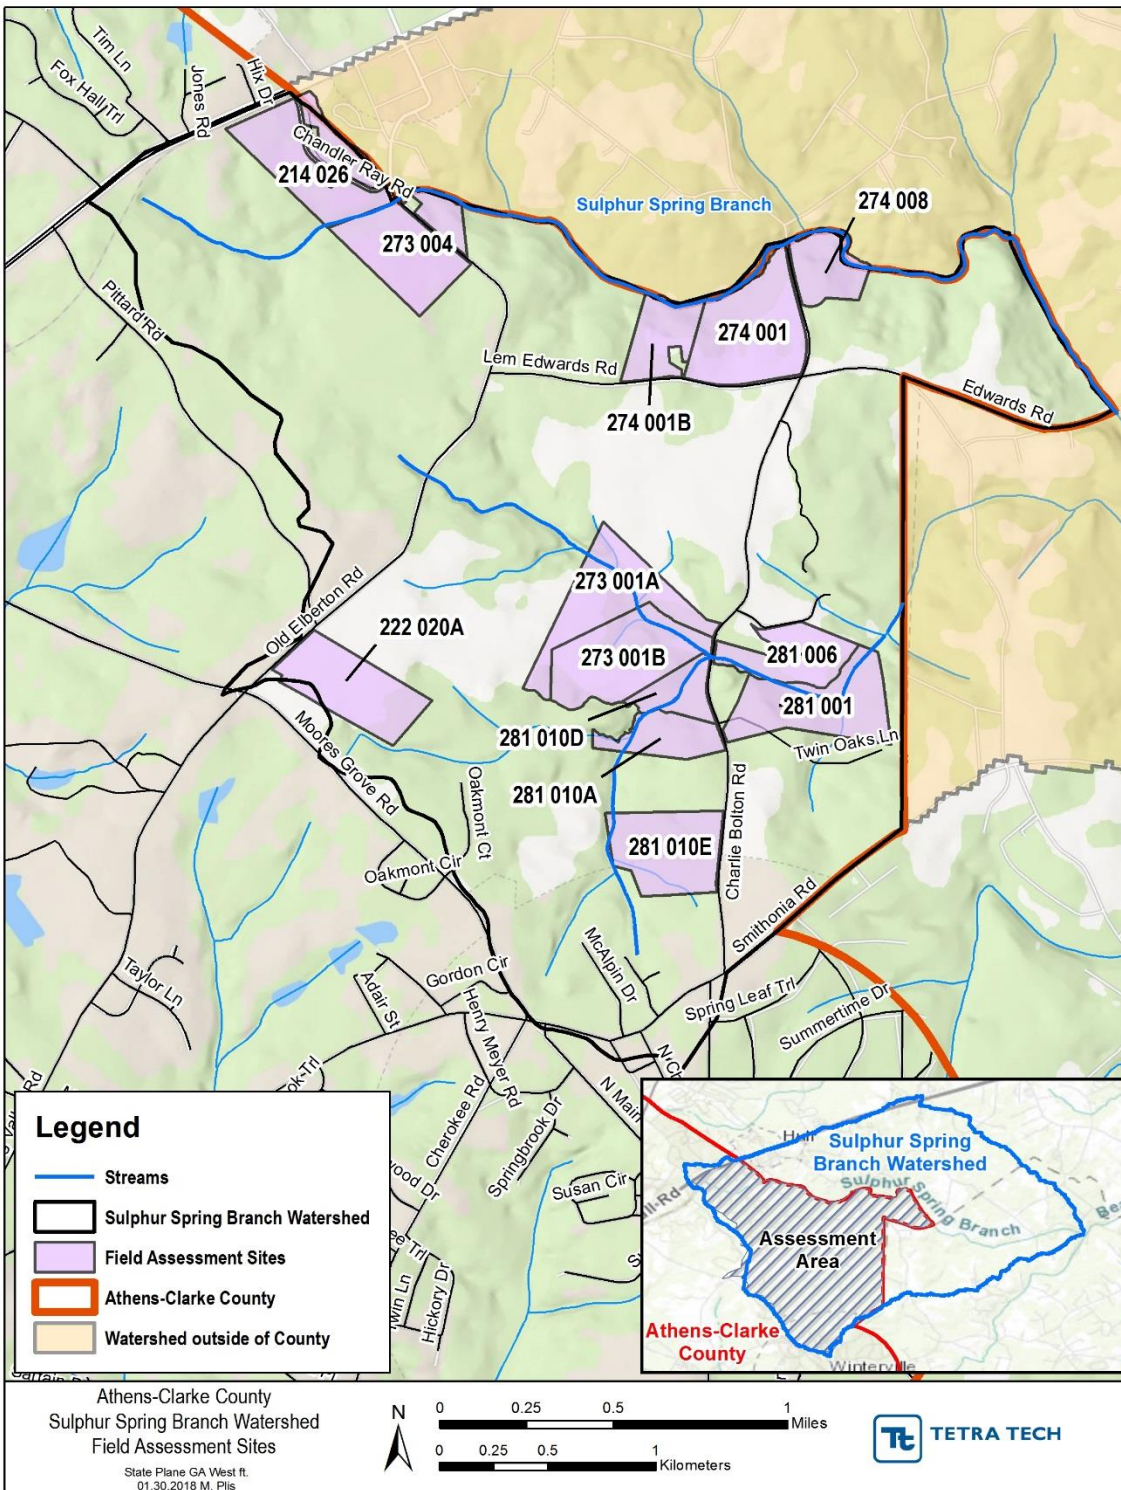 Tim Ln
Fox Hall Trl
Jones Rd
Hix Dr
Chandler Ray Rd
214 026
273 004
Sulphur Spring Branch
274 008
274 001
Pittard Rd
Lem Edwards Rd
274 001B
Edwards Rd
273 001A
Old Elberton Rd
222 020A
273 001B
281 006
281 001
281 010D
Twin Oaks Ln
281 010A
Moores Grove Rd
Oakmont Ct
Charlie Bolton Rd
281 010E
Oakmont Cir
Smithonia Rd
McAlpin Dr
Gordon Cir
Taylor Ln
Adair St
Henry Meyer Rd
Spring Leaf Trl
Summertime Dr
N Main
Cherokee Rd
Springbrook Dr
Susan Cir
Hickory Dr
Legend
Streams
Sulphur Spring Branch Watershed
Field Assessment Sites
Athens-Clarke County
Watershed outside of County
Sulphur Spring
Branch Watershed
Sulphur Spring Branch
Assessment
Area
Athens-Clarke
County
Winterville
Athens-Clarke County
Sulphur Spring Branch Watershed
Field Assessment Sites
State Plane GA West ft.
01.30.2018 M. Plis
N
0 0.25 0.5 1
Miles
0 0.25 0.5 1
Kilometers
Tt TETRA TECH